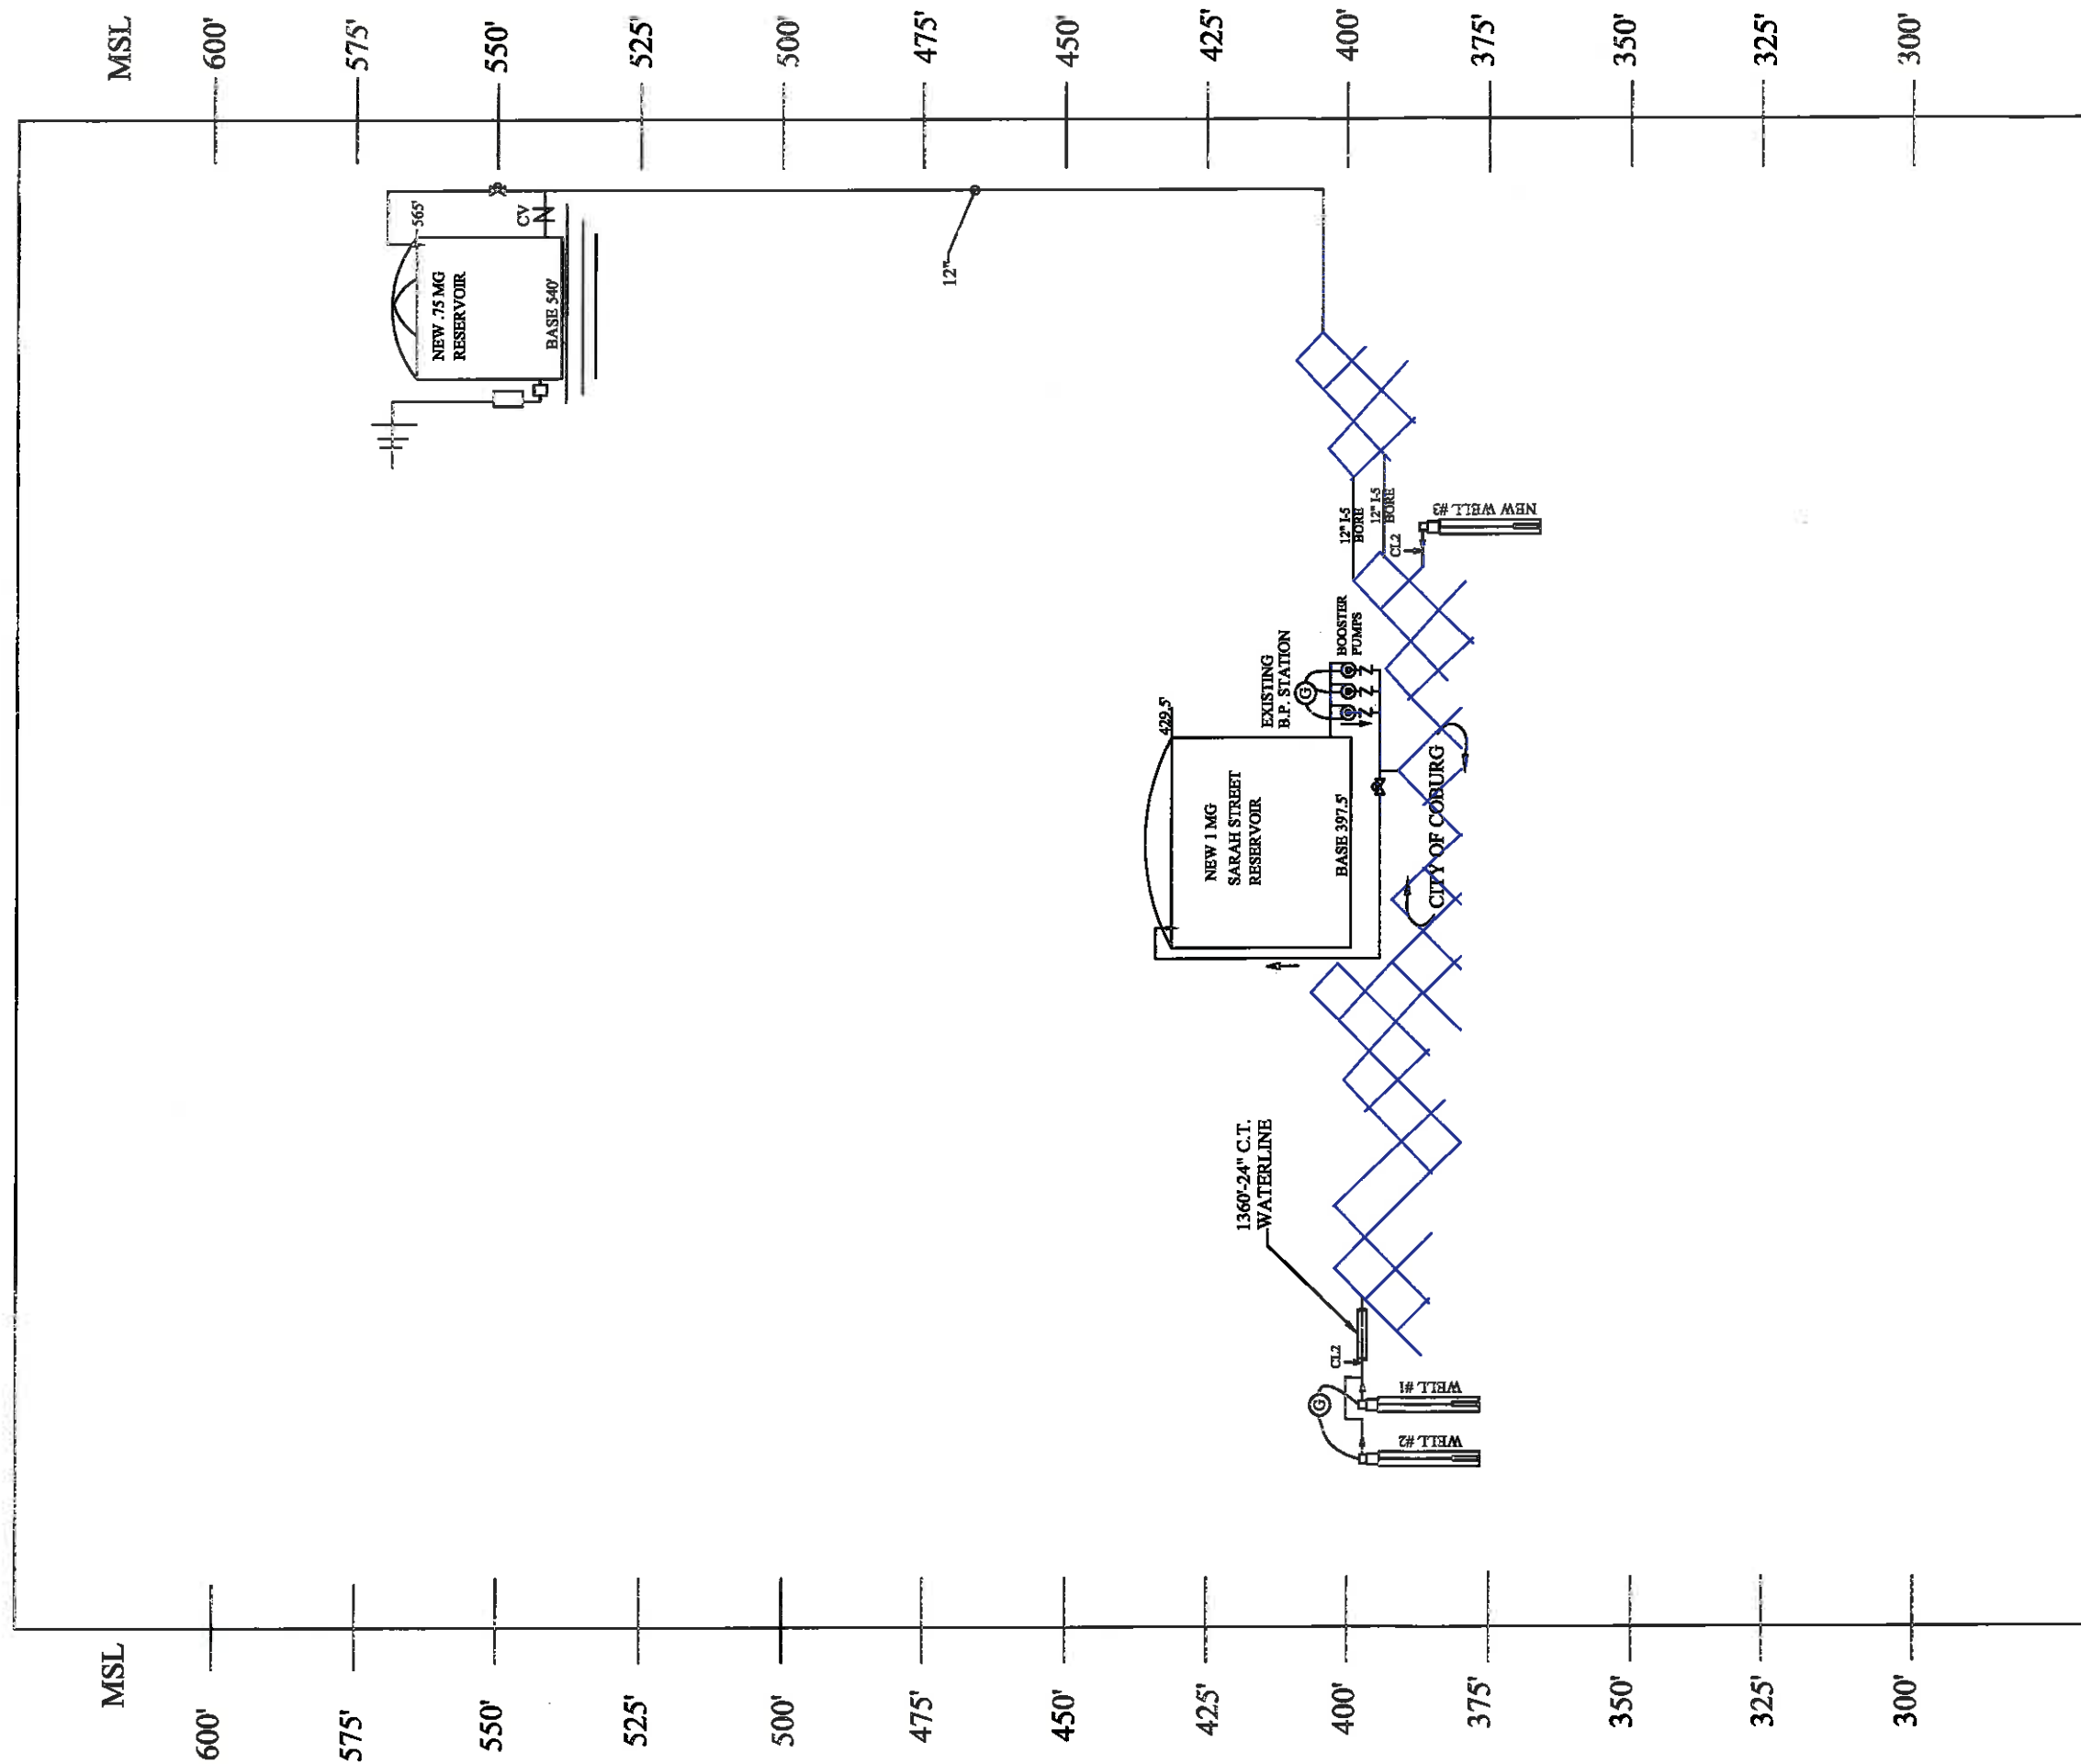 MSL
600'
575'
550'
525'
500'
475'
450'
425'
400'
375'
350'
325'
300'
WELL #2
WELL #1
G
CL2
1360'-24" C.T.
WATERLINE
NEW 1 MG
SARAH STREET
RESERVOIR
BASE 397.5'
429.5'
CITY OF COBURG
EXISTING
B.P. STATION
G
BOOSTER
PUMPS
12" I-5
BORE
12" I-5
BORE
CL2
NEW WELL #3
NEW .75 MG
RESERVOIR
BASE 540'
565'
CV
12"
MSL
600'
575'
550'
525'
500'
475'
450'
425'
400'
375'
350'
325'
300'